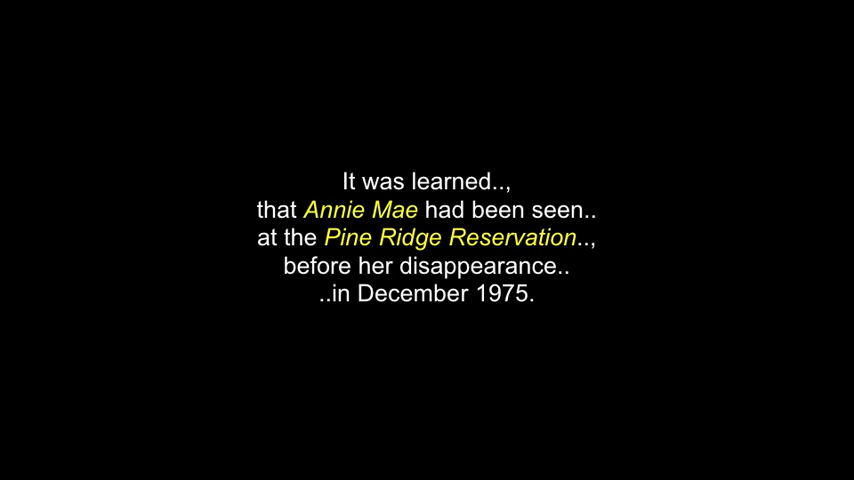 It was learned..,
that Annie Mae had been seen..
at the Pine Ridge Reservation..,
before her disappearance..
..in December 1975.